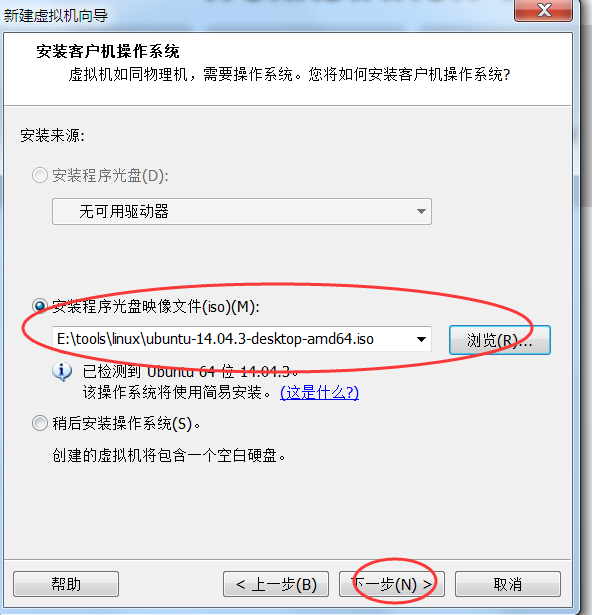 新建虚拟机向导
安装客户机操作系统
虚拟机如同物理机，需要操作系统。您将如何安装客户机操作系统?
安装来源:
安装程序光盘(D):
无可用驱动器
安装程序光盘映像文件(iso)(M):
E:\tools\linux\ubuntu-14.04.3-desktop-amd64.iso
浏览(R)...
已检测到 Ubuntu 64 位 14.04.3。
该操作系统将使用简易安装。(这是什么?)
稍后安装操作系统(S)。
创建的虚拟机将包含一个空白硬盘。
帮助
< 上一步(B)
下一步(N) >
取消